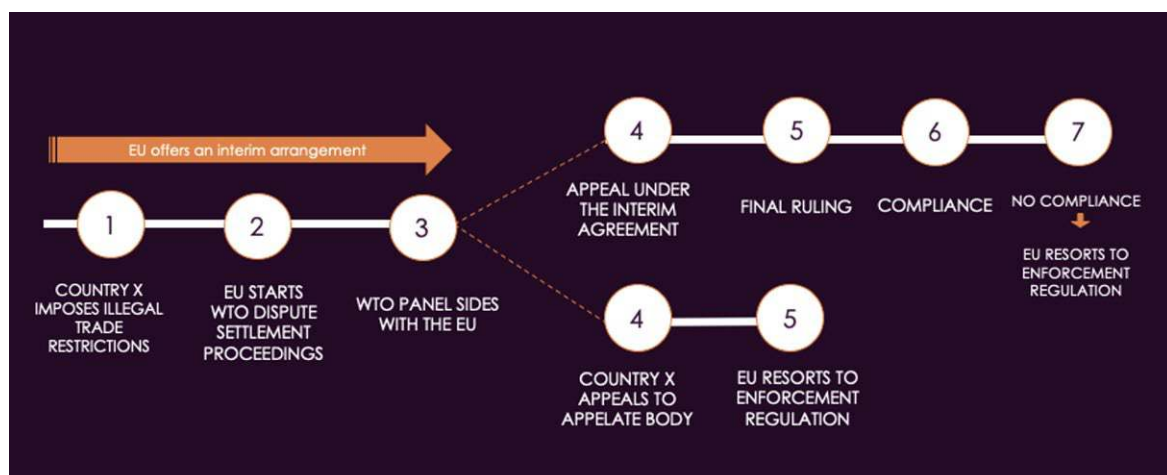 EU offers an interim arrangement
1
COUNTRY X
IMPOSES ILLEGAL
TRADE
RESTRICTIONS
2
EU STARTS
WTO DISPUTE
SETTLEMENT
PROCEEDINGS
3
WTO PANEL SIDES
WITH THE EU
4
APPEAL UNDER
THE INTERIM
AGREEMENT
5
FINAL RULING
6
COMPLIANCE
7
NO COMPLIANCE
EU RESORTS TO
ENFORCEMENT
REGULATION
4
COUNTRY X
APPEALS TO
APPELATE BODY
5
EU RESORTS TO
ENFORCEMENT
REGULATION